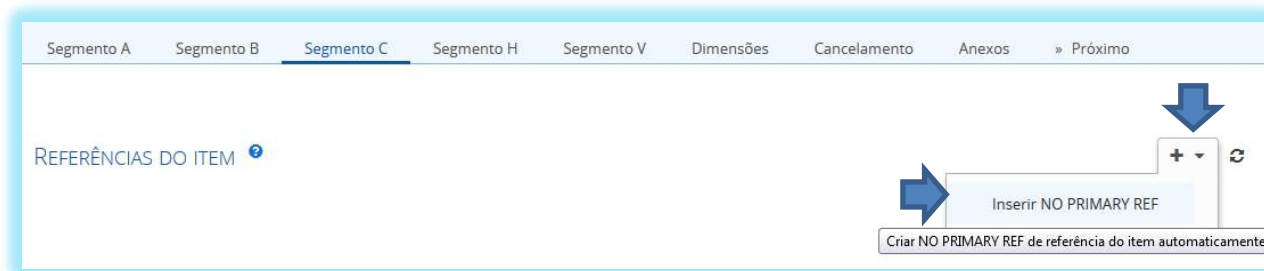 Segmento A Segmento B Segmento C Segmento H Segmento V Dimensões Cancelamento Anexos » Próximo
REFERÊNCIAS DO ITEM ?
Inserir NO PRIMARY REF
Criar NO PRIMARY REF de referência do item automaticamente